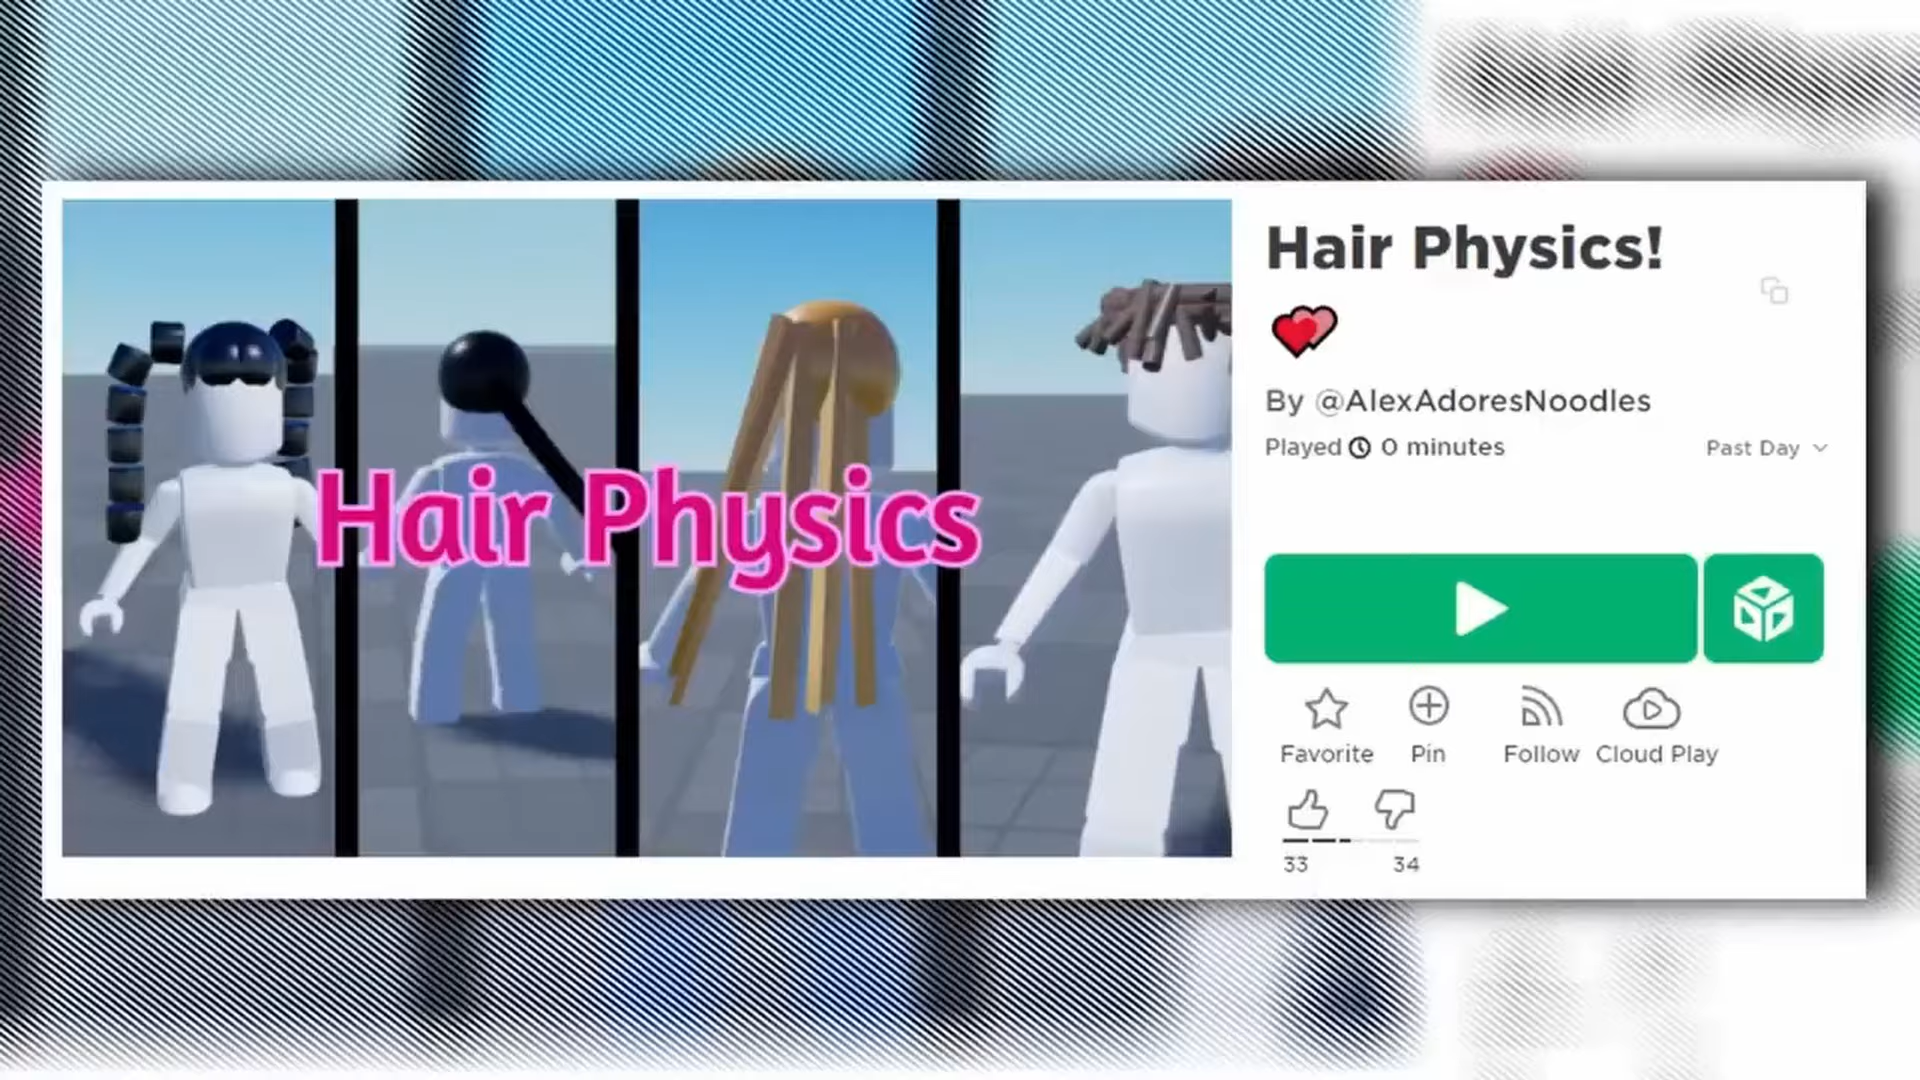 Hair Physics
Hair Physics!
By @AlexAdoresNoodles
Played 0 minutes
Past Day
Favorite
Pin
Follow
Cloud Play
33
34